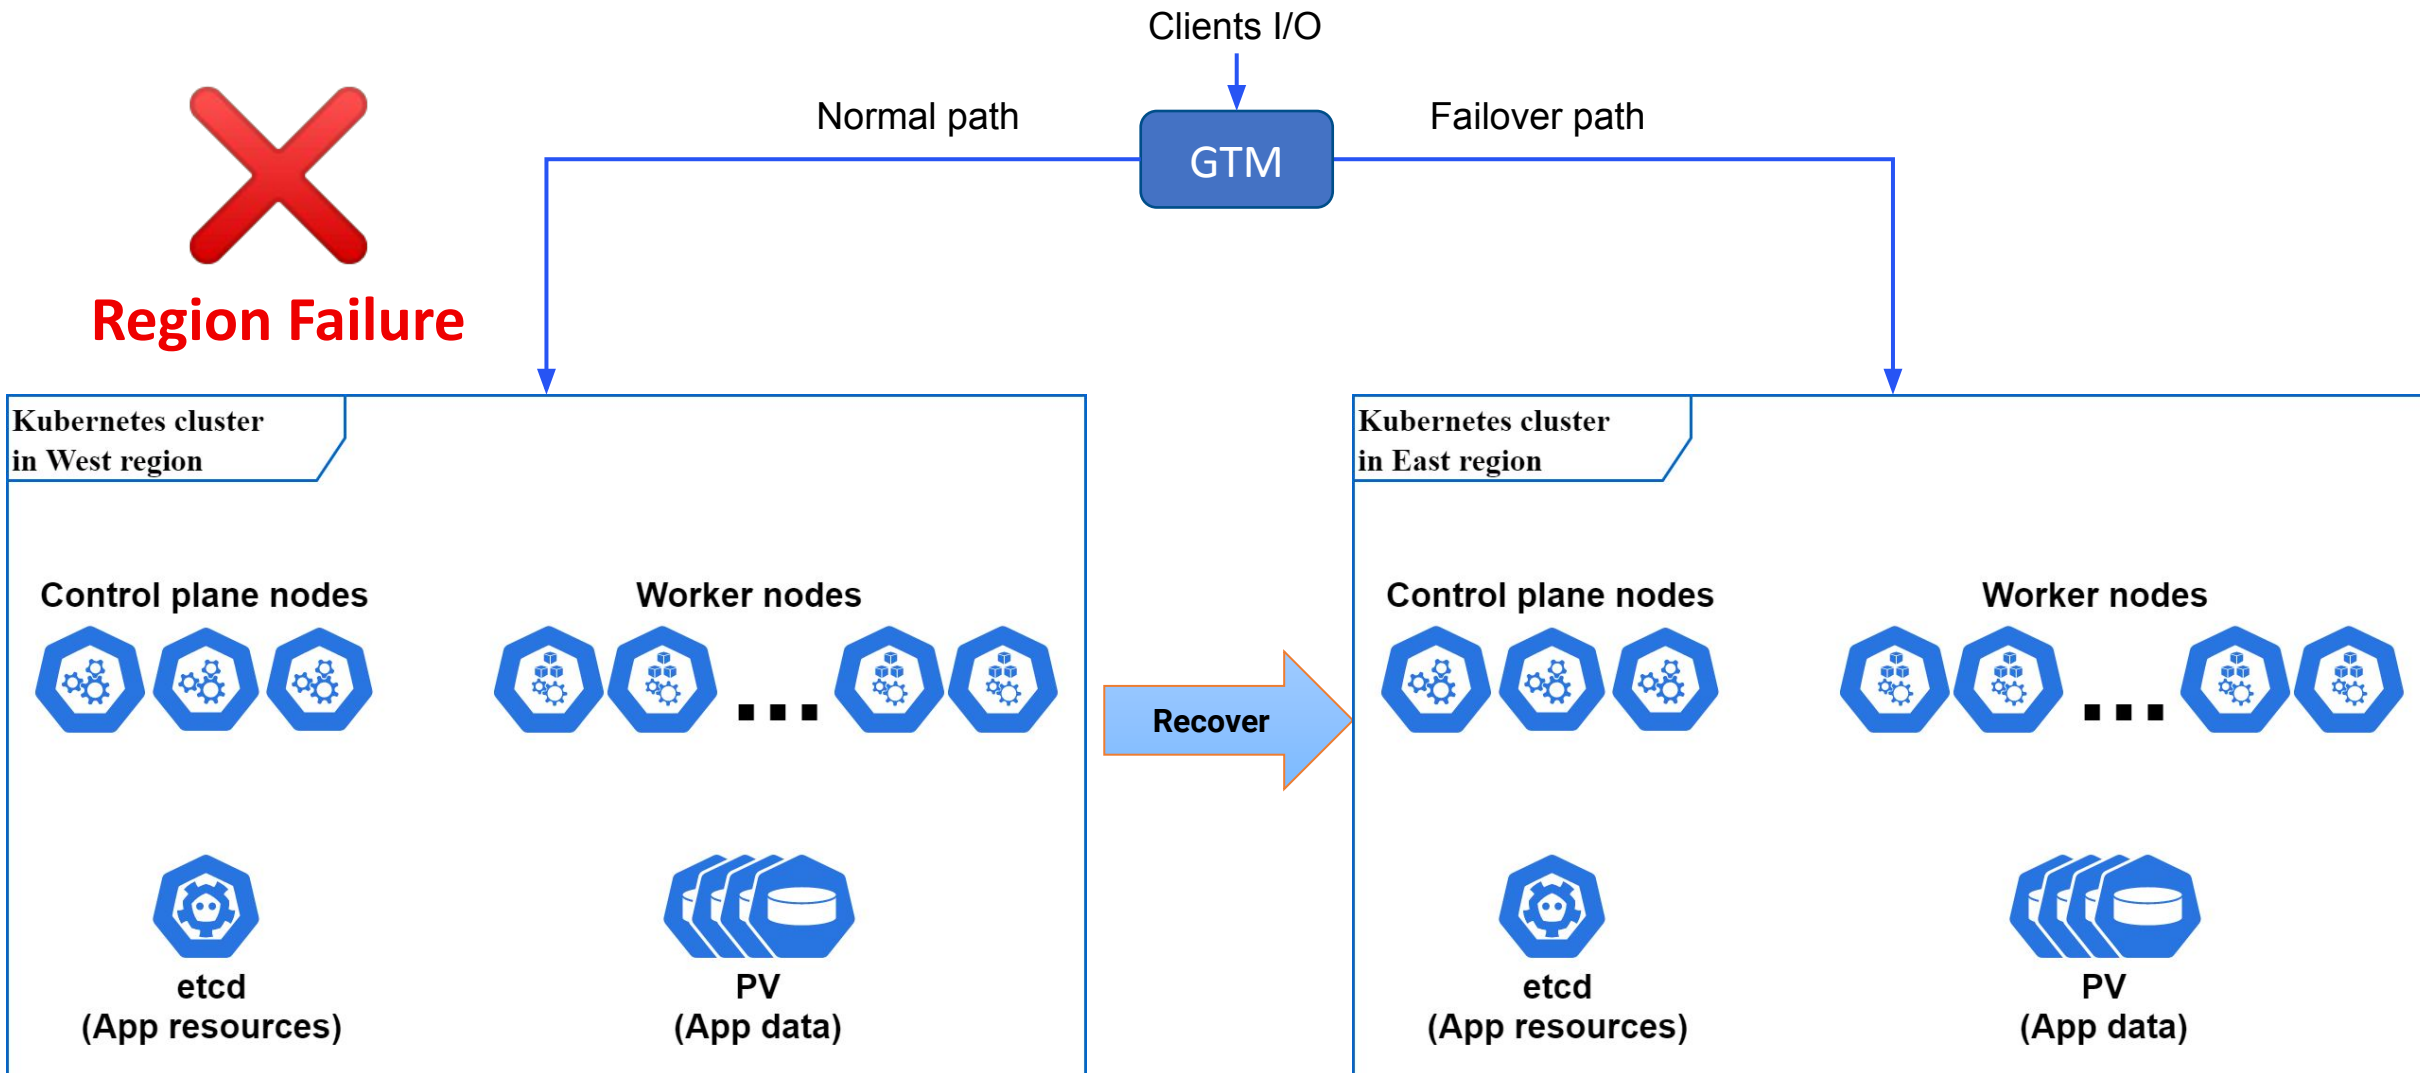 Clients I/O
Normal path
Failover path
GTM
Region Failure
Kubernetes cluster
in West region
Control plane nodes
Worker nodes
...
etcd
(App resources)
PV
(App data)
Recover
Kubernetes cluster
in East region
Control plane nodes
Worker nodes
...
etcd
(App resources)
PV
(App data)